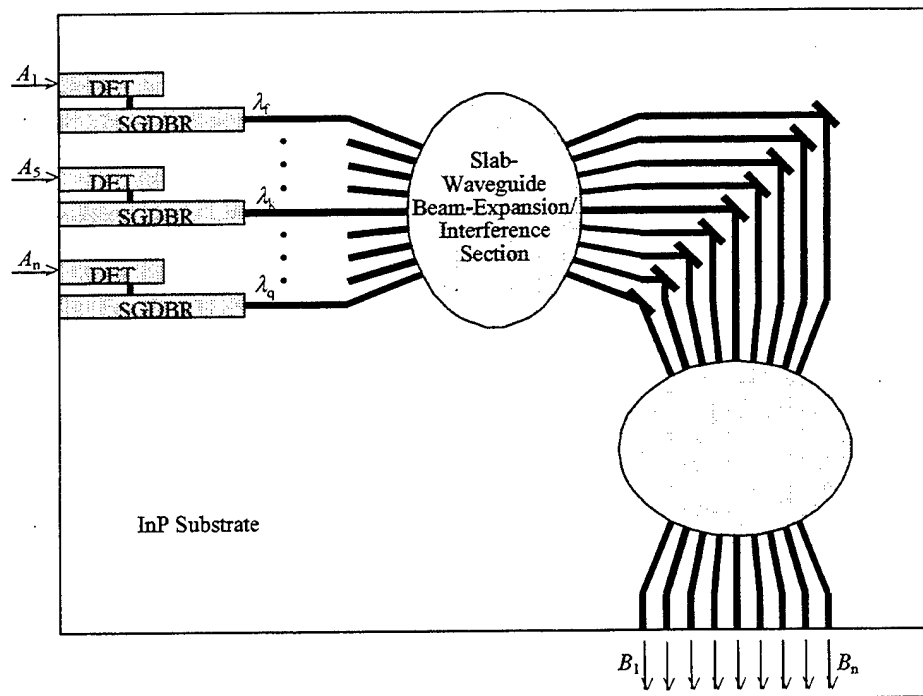 A1
DET
SGDBR
λf
A5
DET
SGDBR
λk
An
DET
SGDBR
λq
Slab-
Waveguide
Beam-Expansion/
Interference
Section
InP Substrate
B1
Bn